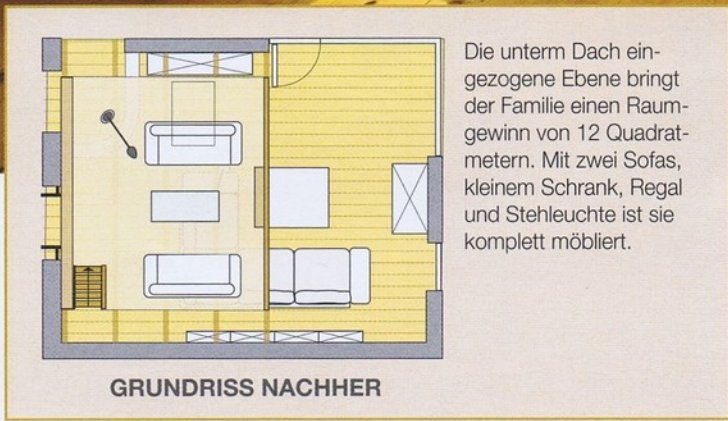 Die unterm Dach ein-
gezogene Ebene bringt
der Familie einen Raum-
gewinn von 12 Quadrat-
metern. Mit zwei Sofas,
kleinem Schrank, Regal
und Stehleuchte ist sie
komplett möbliert.
GRUNDRISS NACHHER